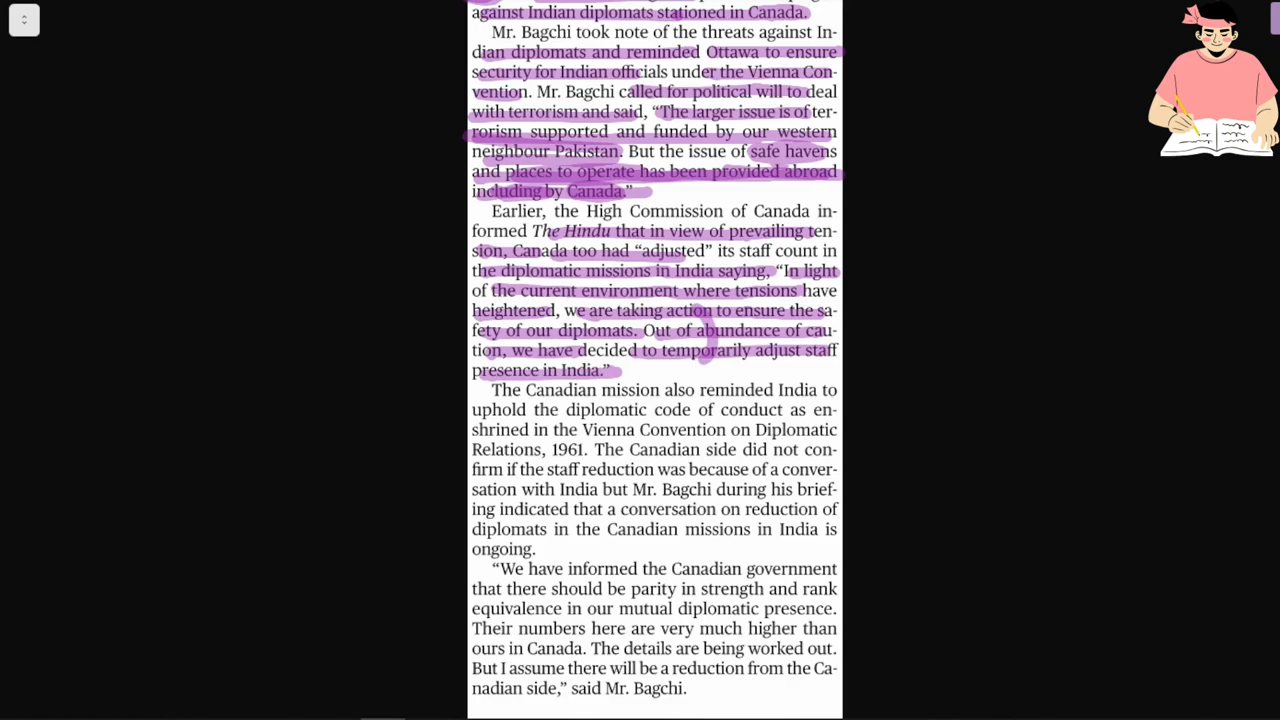 against Indian diplomats stationed in Canada.
Mr. Bagchi took note of the threats against In-
dian diplomats and reminded Ottawa to ensure
security for Indian officials under the Vienna Con-
vention. Mr. Bagchi called for political will to deal
with terrorism and said, “The larger issue is of ter-
rorism supported and funded by our western
neighbour Pakistan. But the issue of safe havens
and places to operate has been provided abroad
including by Canada.”
Earlier, the High Commission of Canada in-
formed The Hindu that in view of prevailing ten-
sion, Canada too had “adjusted” its staff count in
the diplomatic missions in India saying, “In light
of the current environment where tensions have
heightened, we are taking action to ensure the sa-
fety of our diplomats. Out of abundance of cau-
tion, we have decided to temporarily adjust staff
presence in India.”
The Canadian mission also reminded India to
uphold the diplomatic code of conduct as en-
shrined in the Vienna Convention on Diplomatic
Relations, 1961. The Canadian side did not con-
firm if the staff reduction was because of a conver-
sation with India but Mr. Bagchi during his brief-
ing indicated that a conversation on reduction of
diplomats in the Canadian missions in India is
ongoing.
“We have informed the Canadian government
that there should be parity in strength and rank
equivalence in our mutual diplomatic presence.
Their numbers here are very much higher than
ours in Canada. The details are being worked out.
But I assume there will be a reduction from the Ca-
nadian side,” said Mr. Bagchi.